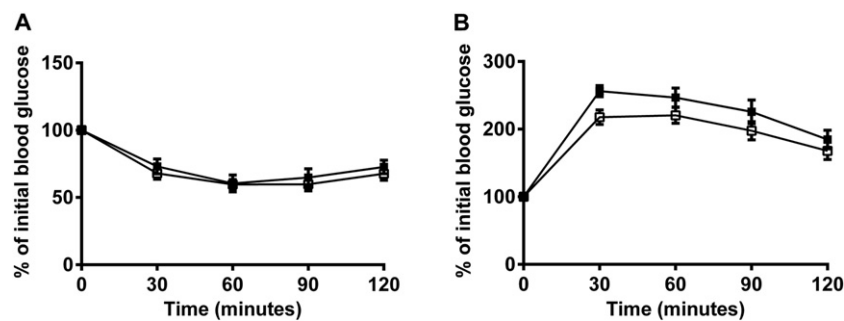 A
% of initial blood glucose
150
100
50
0
0 30 60 90 120
Time (minutes)
B
% of initial blood glucose
300
200
100
0
0 30 60 90 120
Time (minutes)